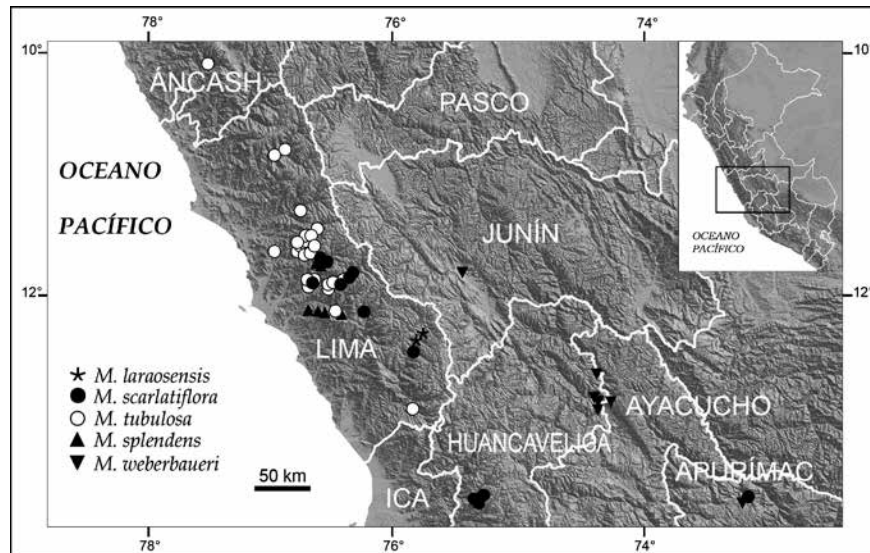 78°
76°
74°
10°
10°
ÁNCASH
PASCO
OCEANO
PACÍFICO
JUNÍN
OCEANO
PACÍFICO
12°
12°
LIMA
M. laraosensis
M. scarlatiflora
M. tubulosa
M. splendens
M. weberbaueri
AYACUCHO
HUANCAVELICA
APURÍMAC
50 km
ICA
78°
76°
74°